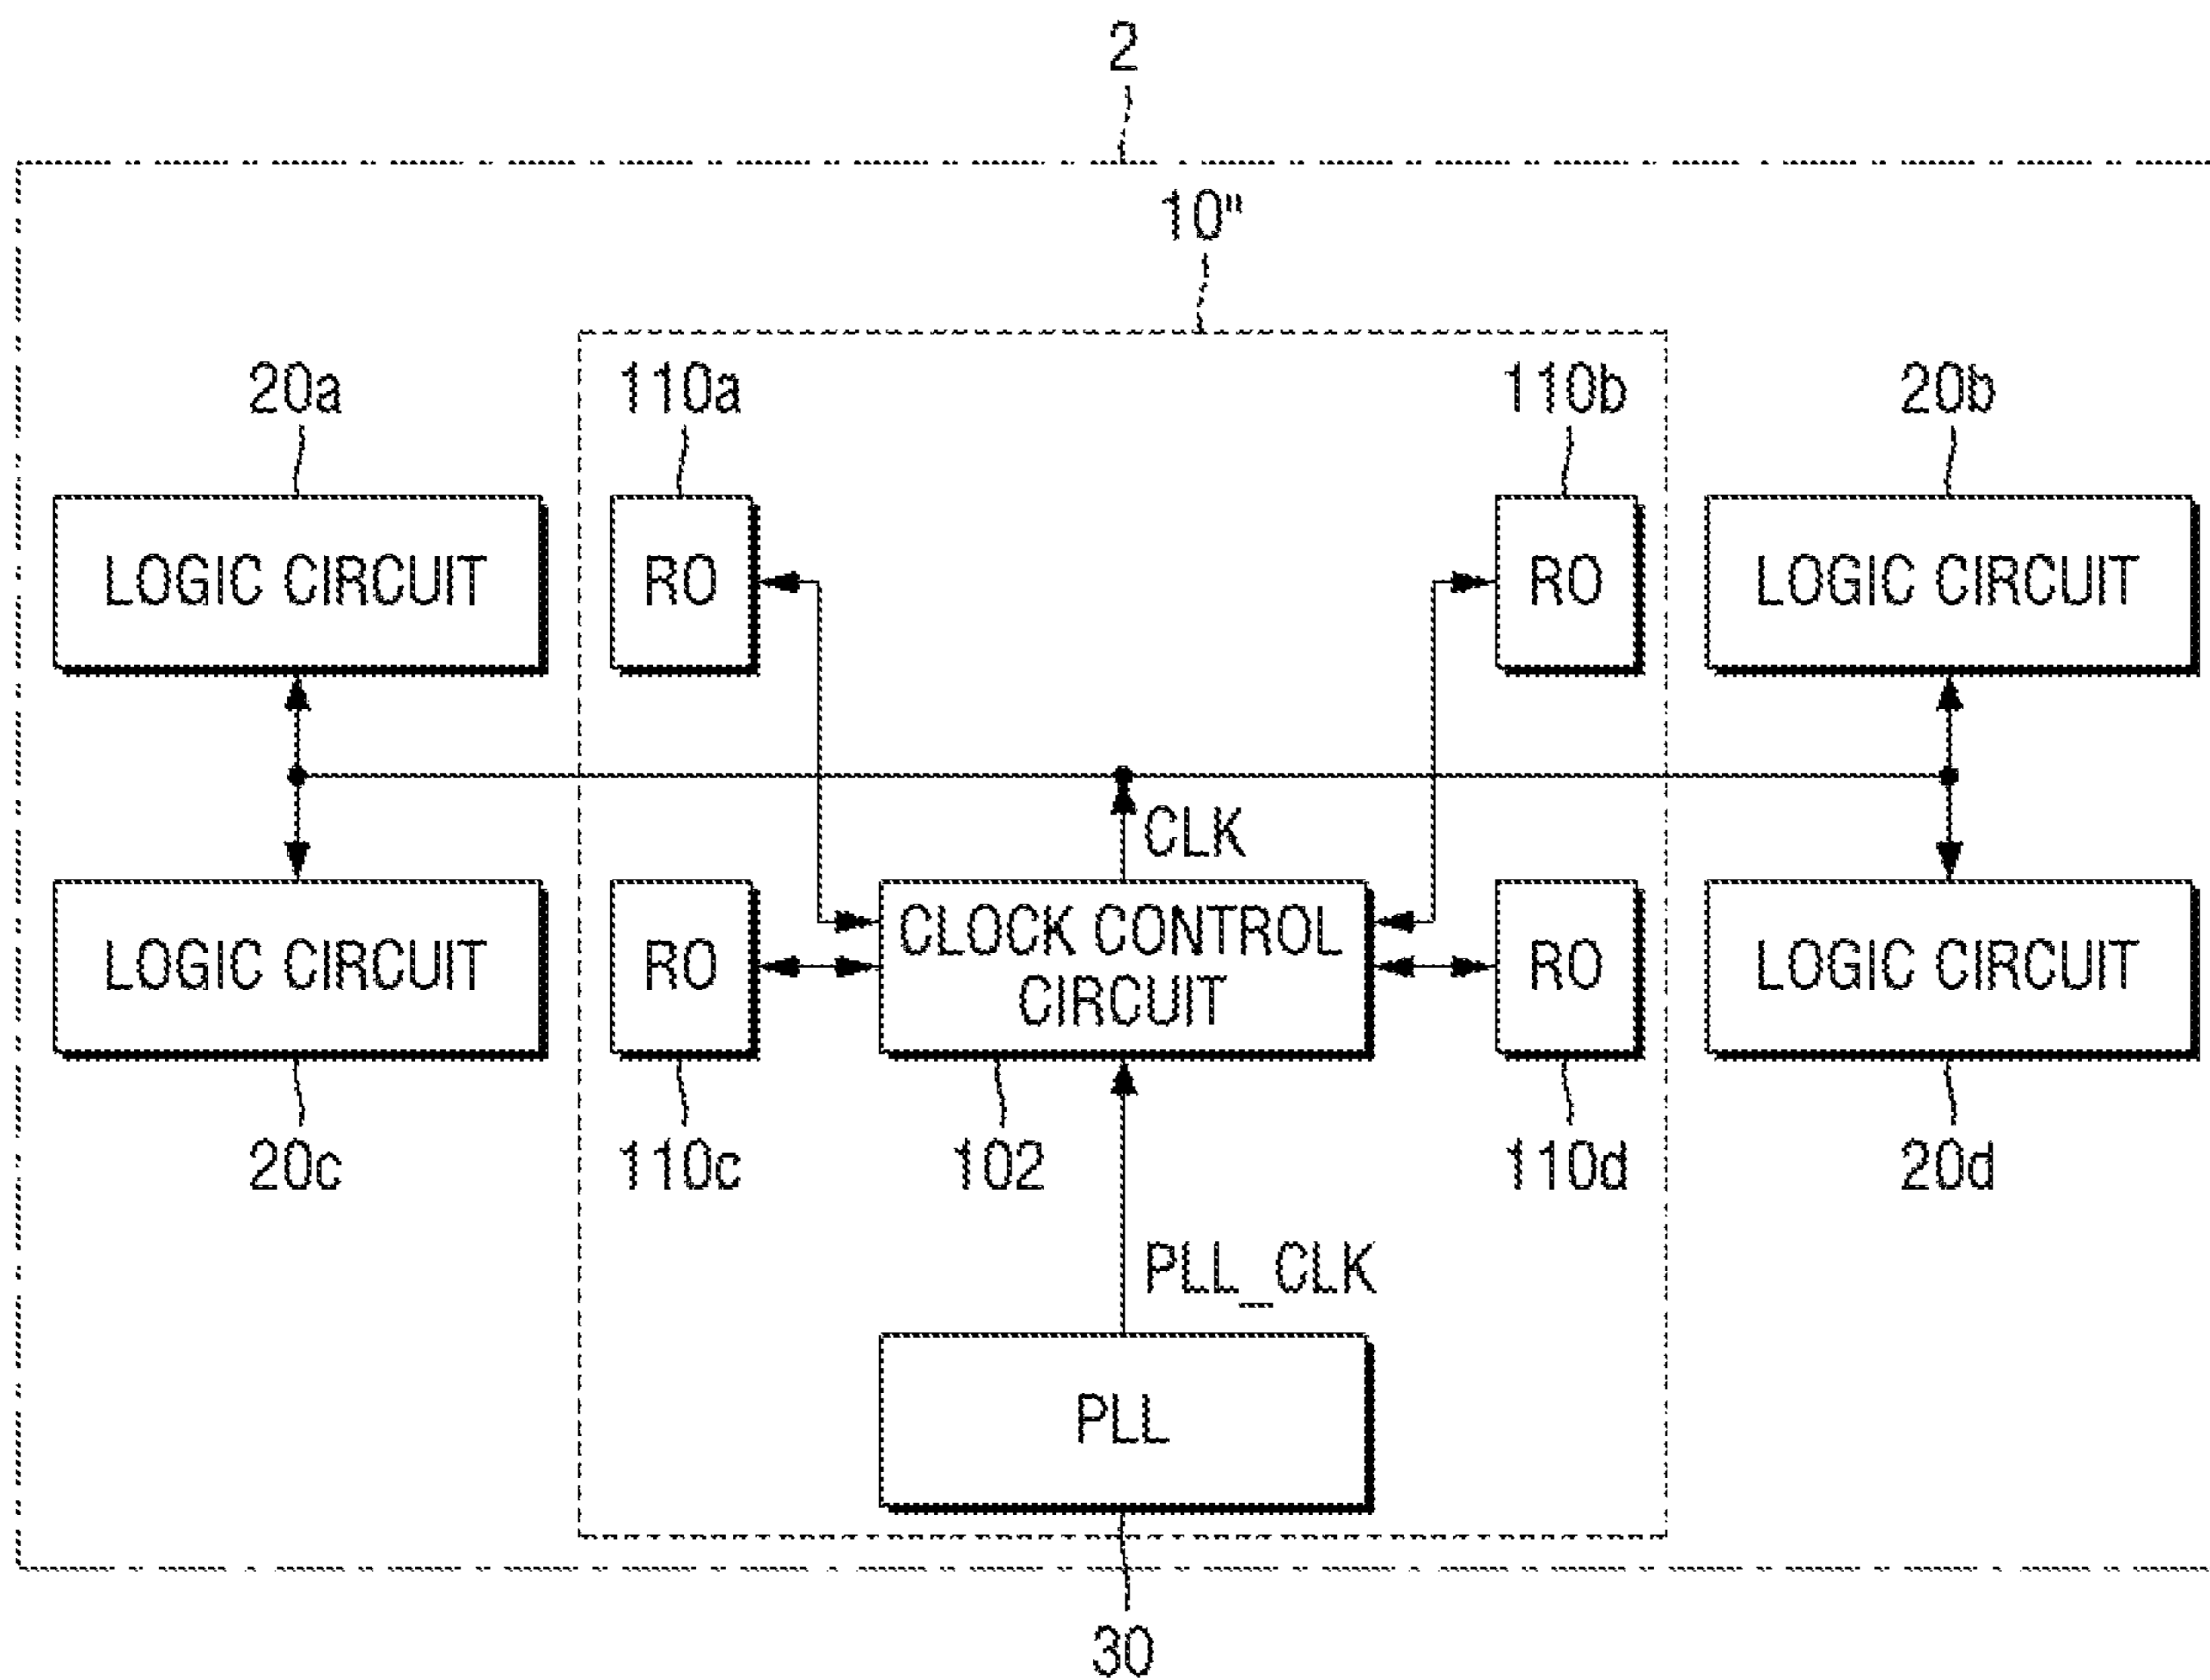 2
10"
20a
110a
110b
20b
LOGIC CIRCUIT
RO
RO
LOGIC CIRCUIT
CLK
LOGIC CIRCUIT
RO
CLOCK CONTROL
CIRCUIT
RO
LOGIC CIRCUIT
20c
110c
102
110d
20d
PLL_CLK
PLL
30